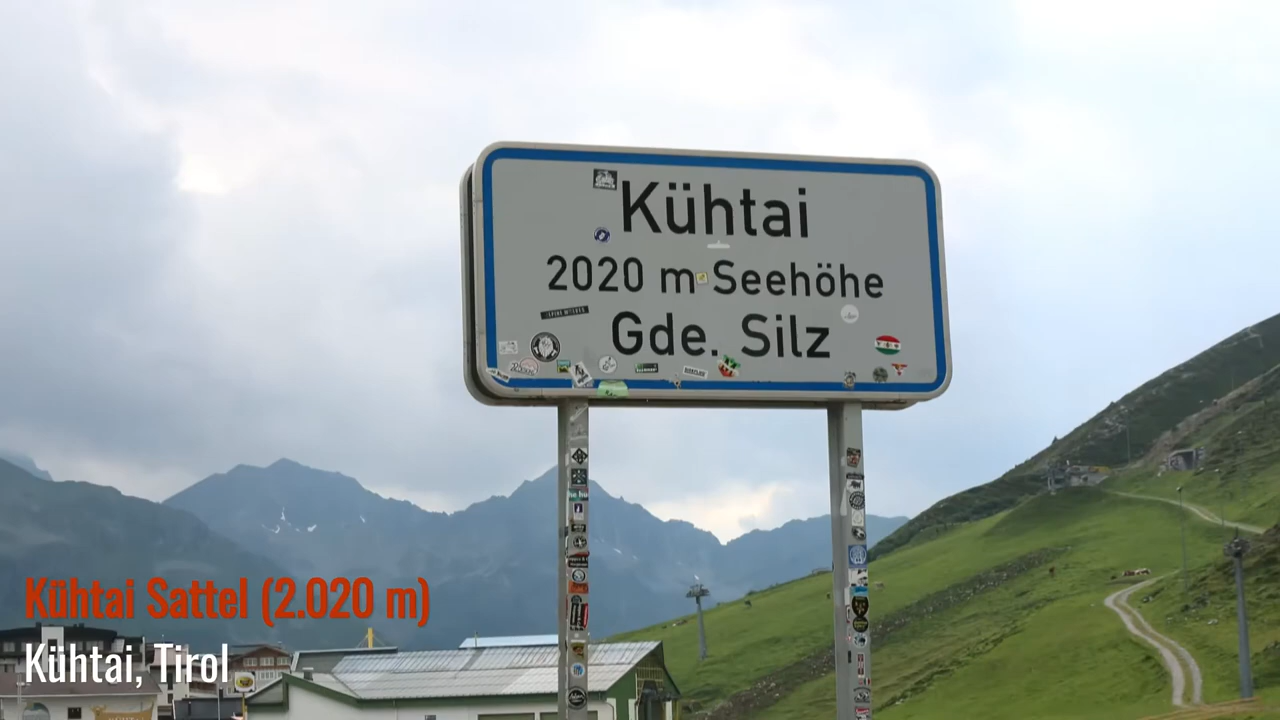 Kühtai
2020 m Seehöhe
Gde. Silz
Kühtai Sattel (2.020 m)
Kühtai, Tirol